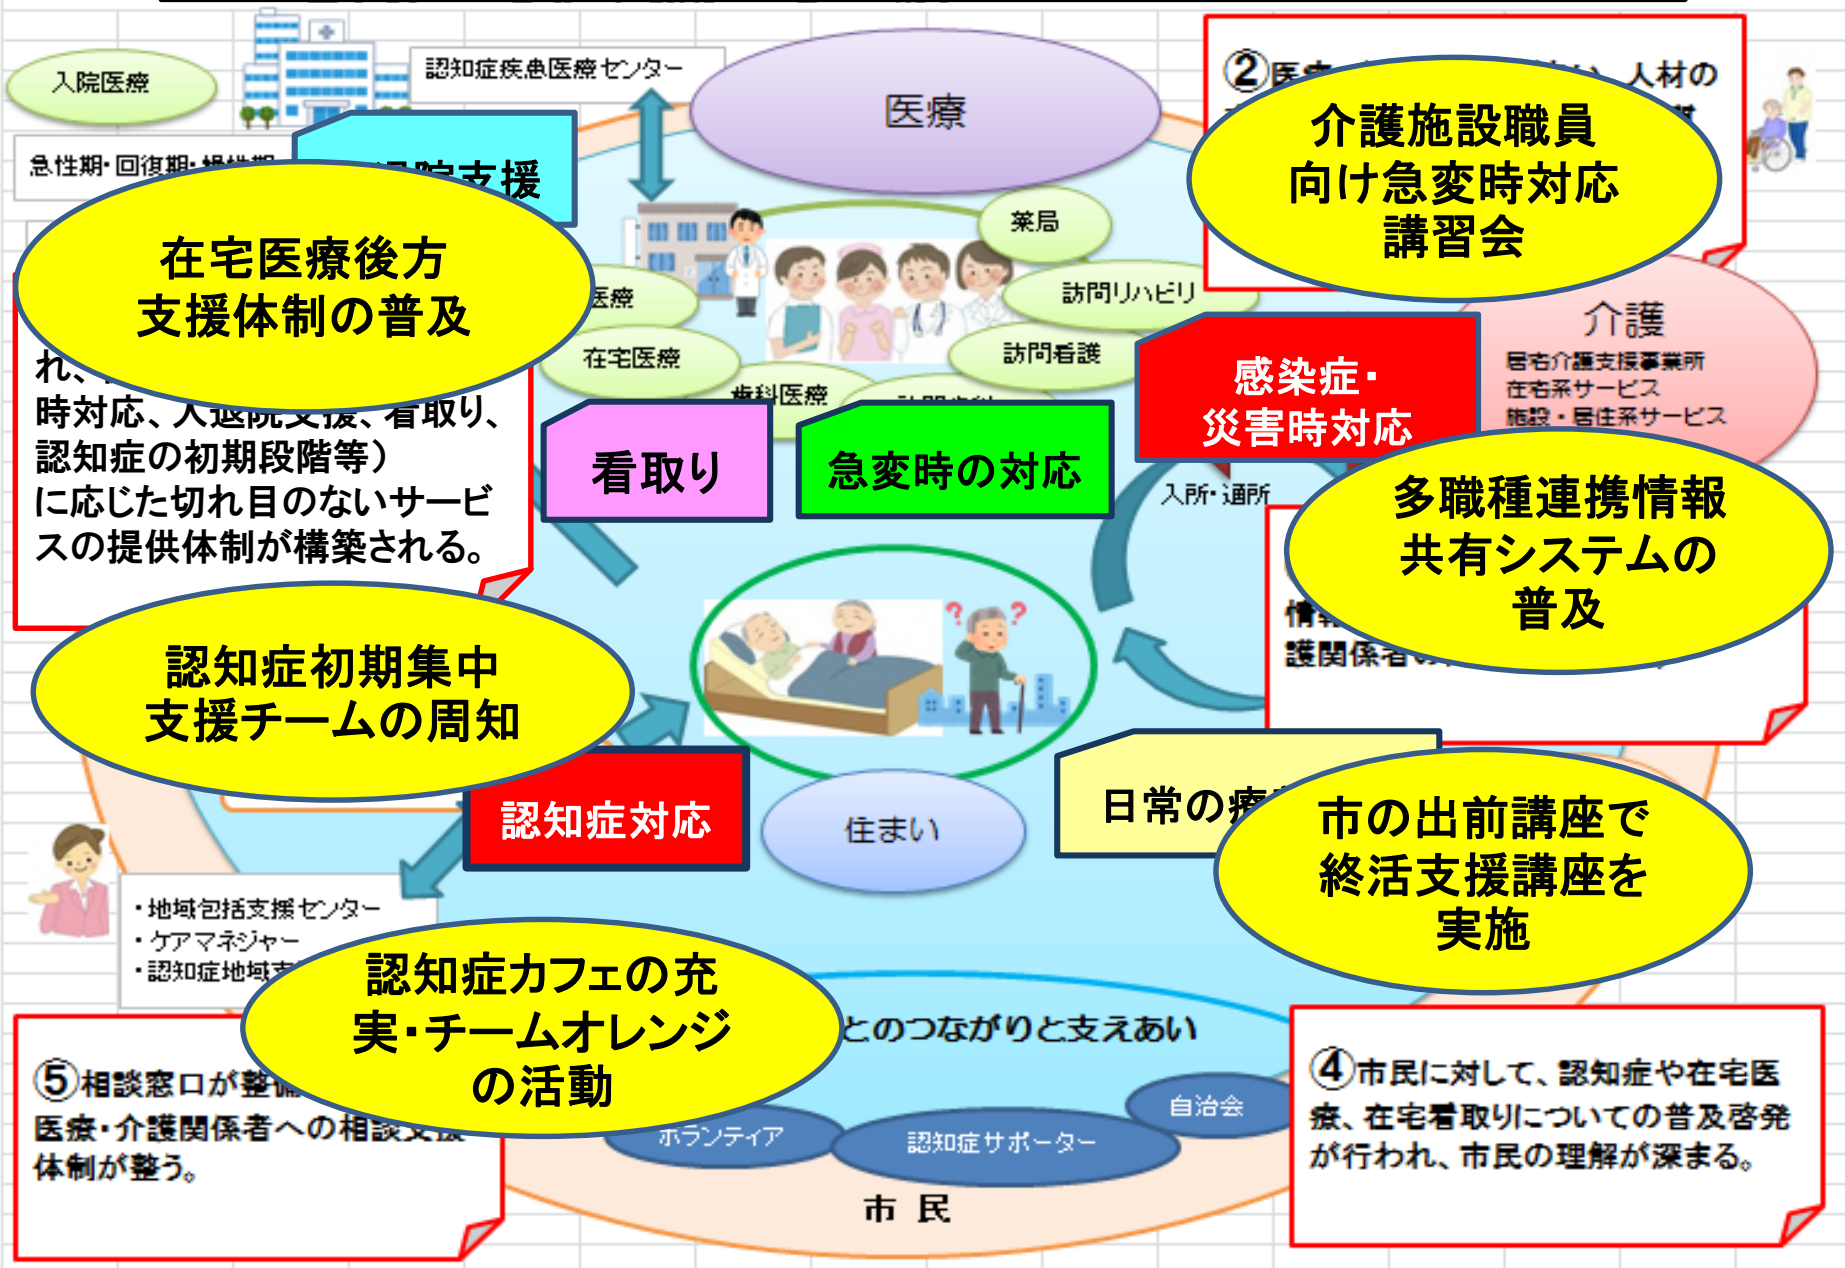 入院医療
認知症疾患医療センター
医療
②医
人材の
介護施設職員
向け急変時対応
講習会
急性期・回復期・
支援
在宅医療後方
支援体制の普及
薬局
訪問リハビリ
医療
在宅医療
訪問看護
歯科医療
介護
居宅介護支援事業所
在宅系サービス
施設・居住系サービス
感染症・
災害時対応
れ、
時対応、入退院支援、看取り、
認知症の初期段階等)
に応じた切れ目のないサービ
スの提供体制が構築される。
看取り
急変時の対応
入所・通所
多職種連携情報
共有システムの
普及
護関係者の
認知症初期集中
支援チームの周知
認知症対応
住まい
日常の療
市の出前講座で
終活支援講座を
実施
・地域包括支援センター
・ケアマネジャー
・認知症地域支
認知症カフェの充
実・チームオレンジ
の活動
とのつながりと支えあい
⑤相談窓口が整備
医療・介護関係者への相談支援
体制が整う。
ボランティア
認知症サポーター
自治会
市民
④市民に対して、認知症や在宅医
療、在宅看取りについての普及啓発
が行われ、市民の理解が深まる。